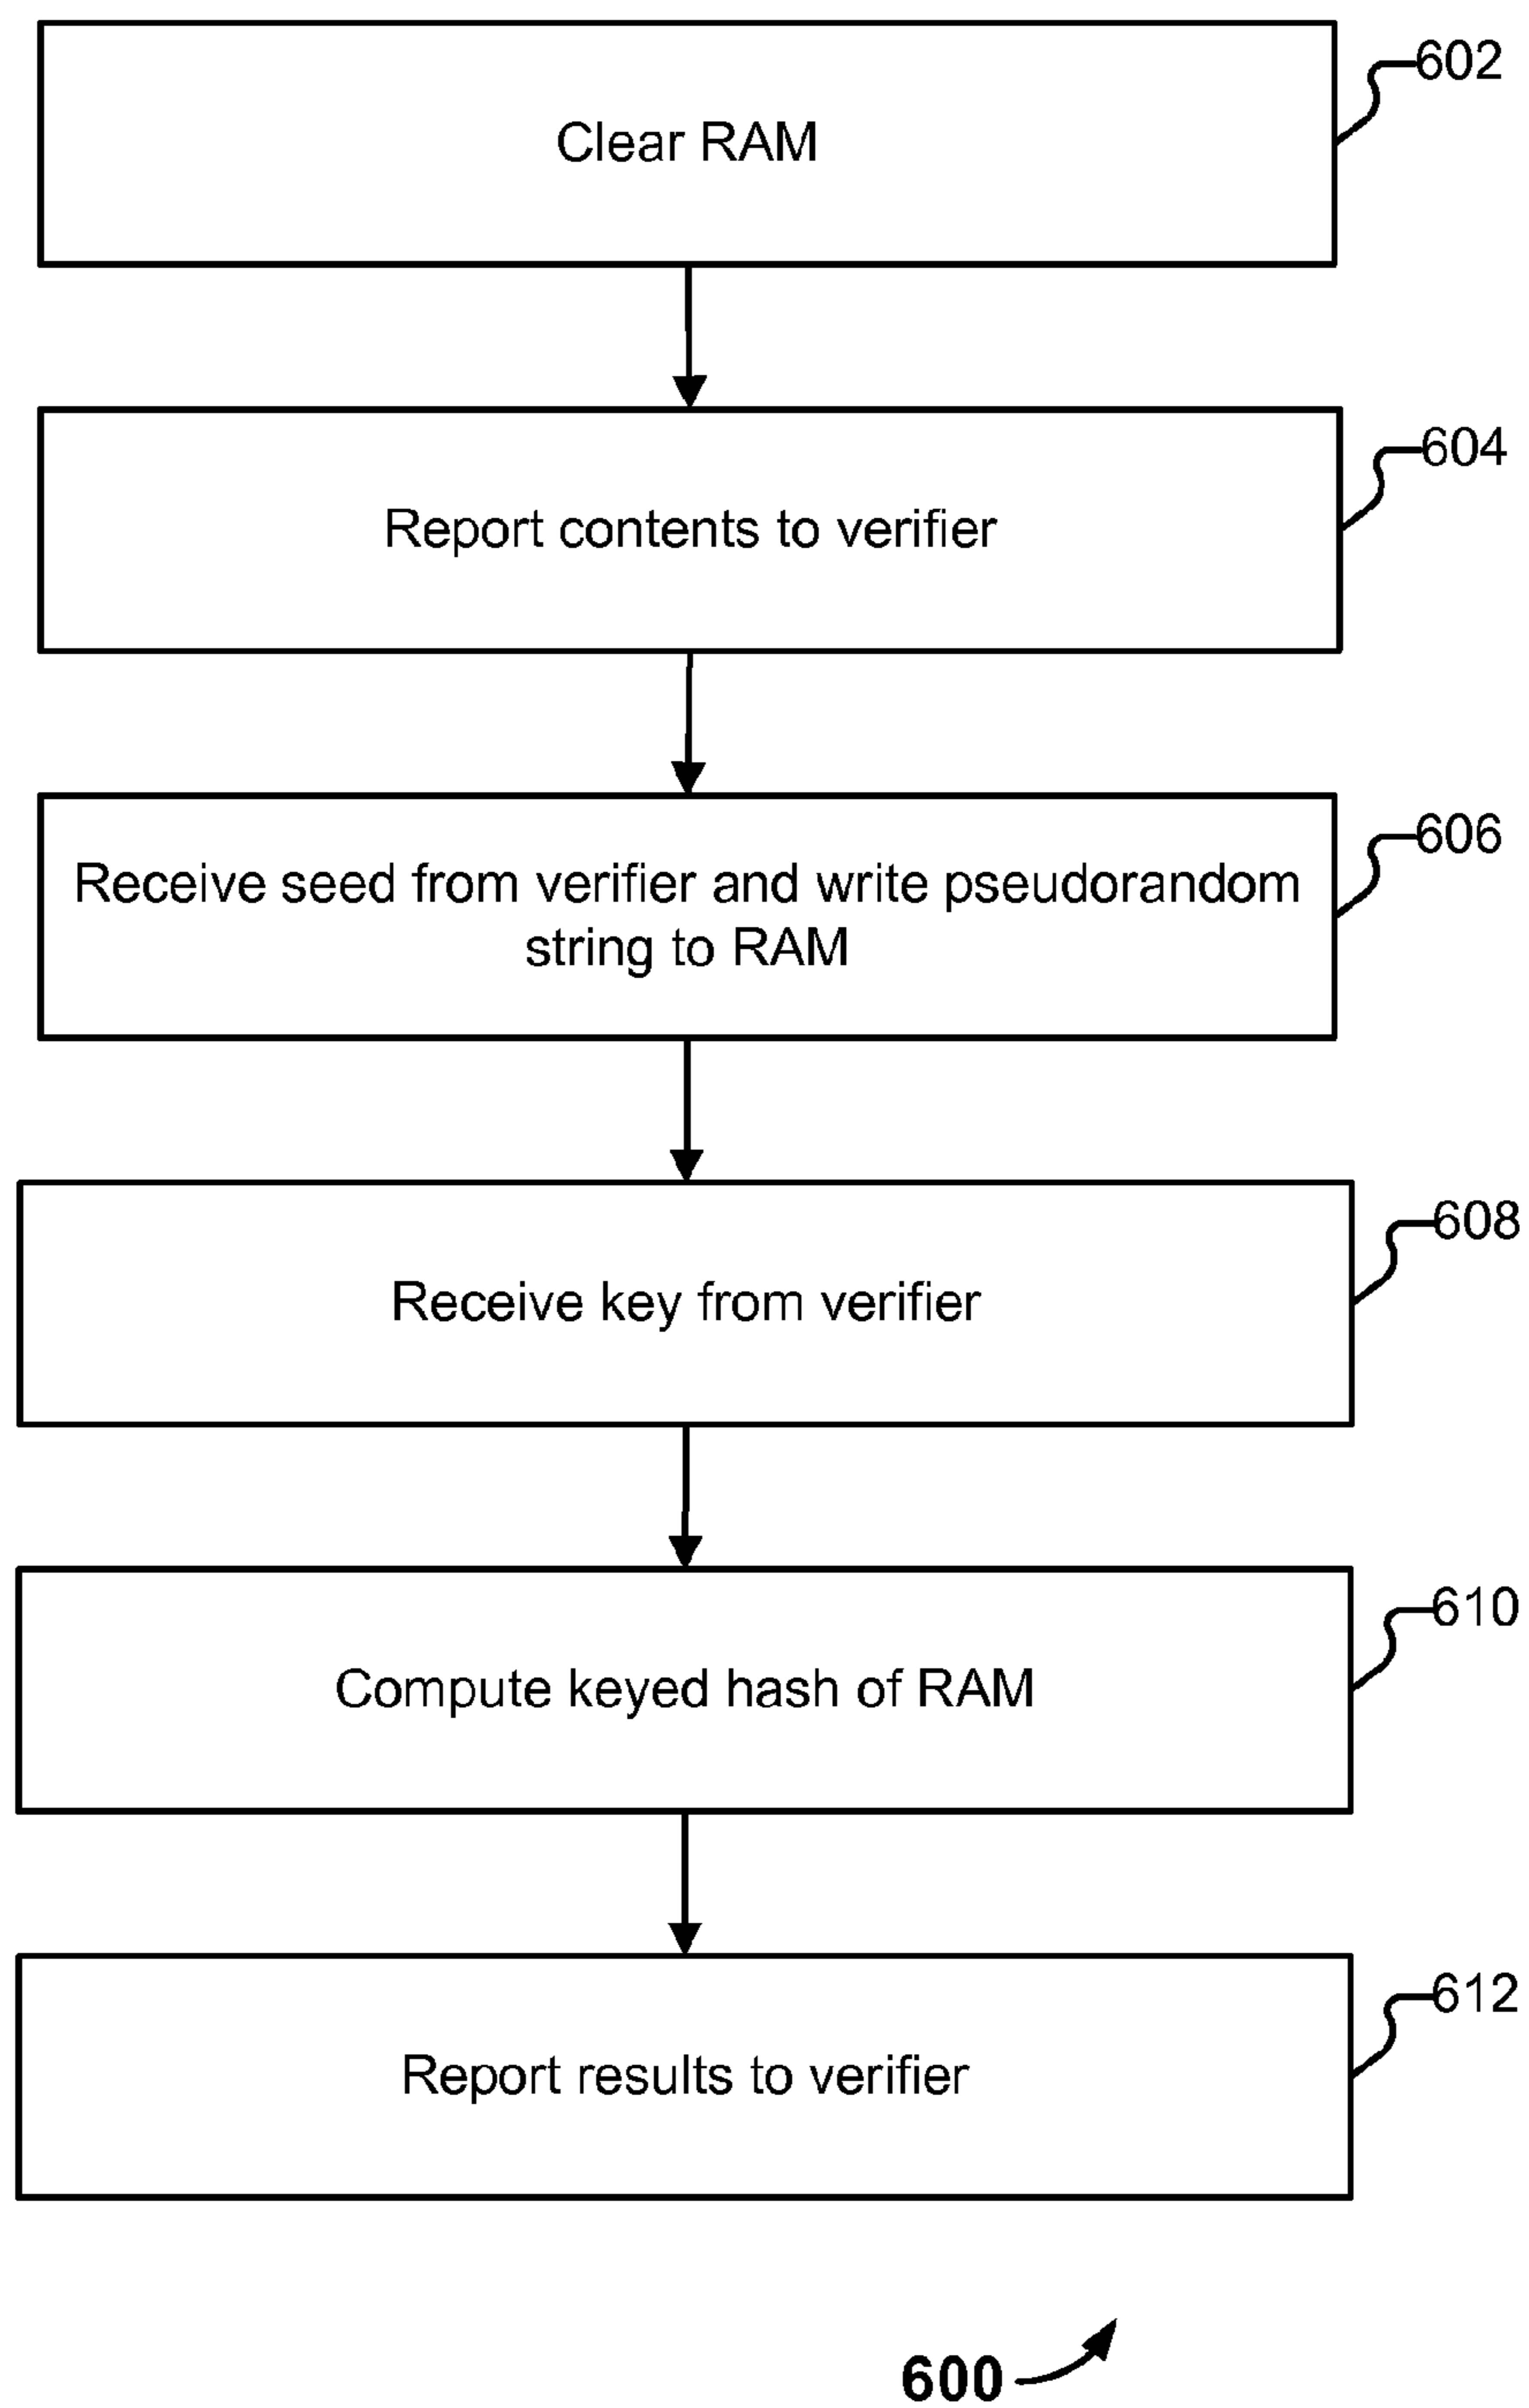 Clear RAM
602
Report contents to verifier
604
Receive seed from verifier and write pseudorandom
string to RAM
606
Receive key from verifier
608
Compute keyed hash of RAM
610
Report results to verifier
612
600